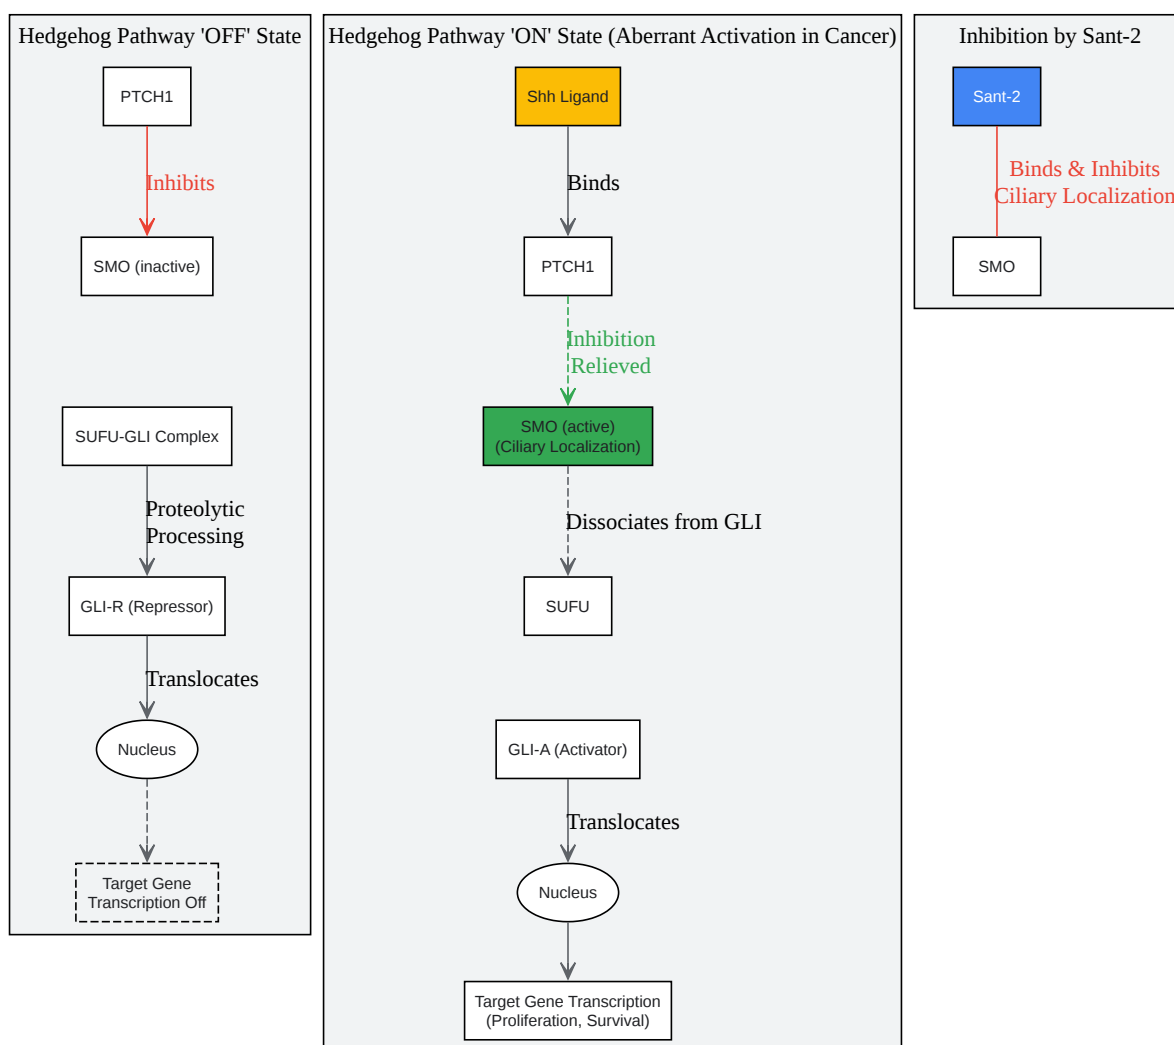 Hedgehog Pathway 'OFF' State
PTCH1
Inhibits
SMO (inactive)
SUFU-GLI Complex
Proteolytic
Processing
GLI-R (Repressor)
Translocates
Nucleus
Target Gene
Transcription Off
Hedgehog Pathway 'ON' State (Aberrant Activation in Cancer)
Shh Ligand
Binds
PTCH1
Inhibition
Relieved
SMO (active)
(Ciliary Localization)
Dissociates from GLI
SUFU
GLI-A (Activator)
Translocates
Nucleus
Target Gene Transcription
(Proliferation, Survival)
Inhibition by Sant-2
Sant-2
Binds & Inhibits
Ciliary Localization
SMO